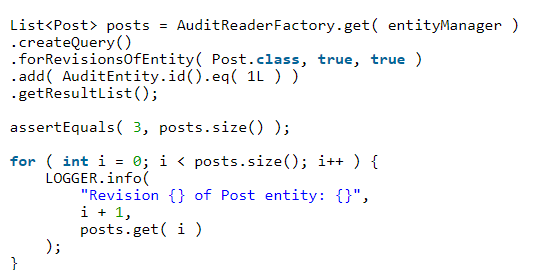 List<Post> posts = AuditReaderFactory.get( entityManager )
.createQuery()
.forRevisionsOfEntity( Post.class, true, true )
.add( AuditEntity.id().eq( 1L ) )
.getResultList();

assertEquals( 3, posts.size() );

for ( int i = 0; i < posts.size(); i++ ) {
    LOGGER.info(
        "Revision {} of Post entity: {}",
        i + 1,
        posts.get( i )
    );
}